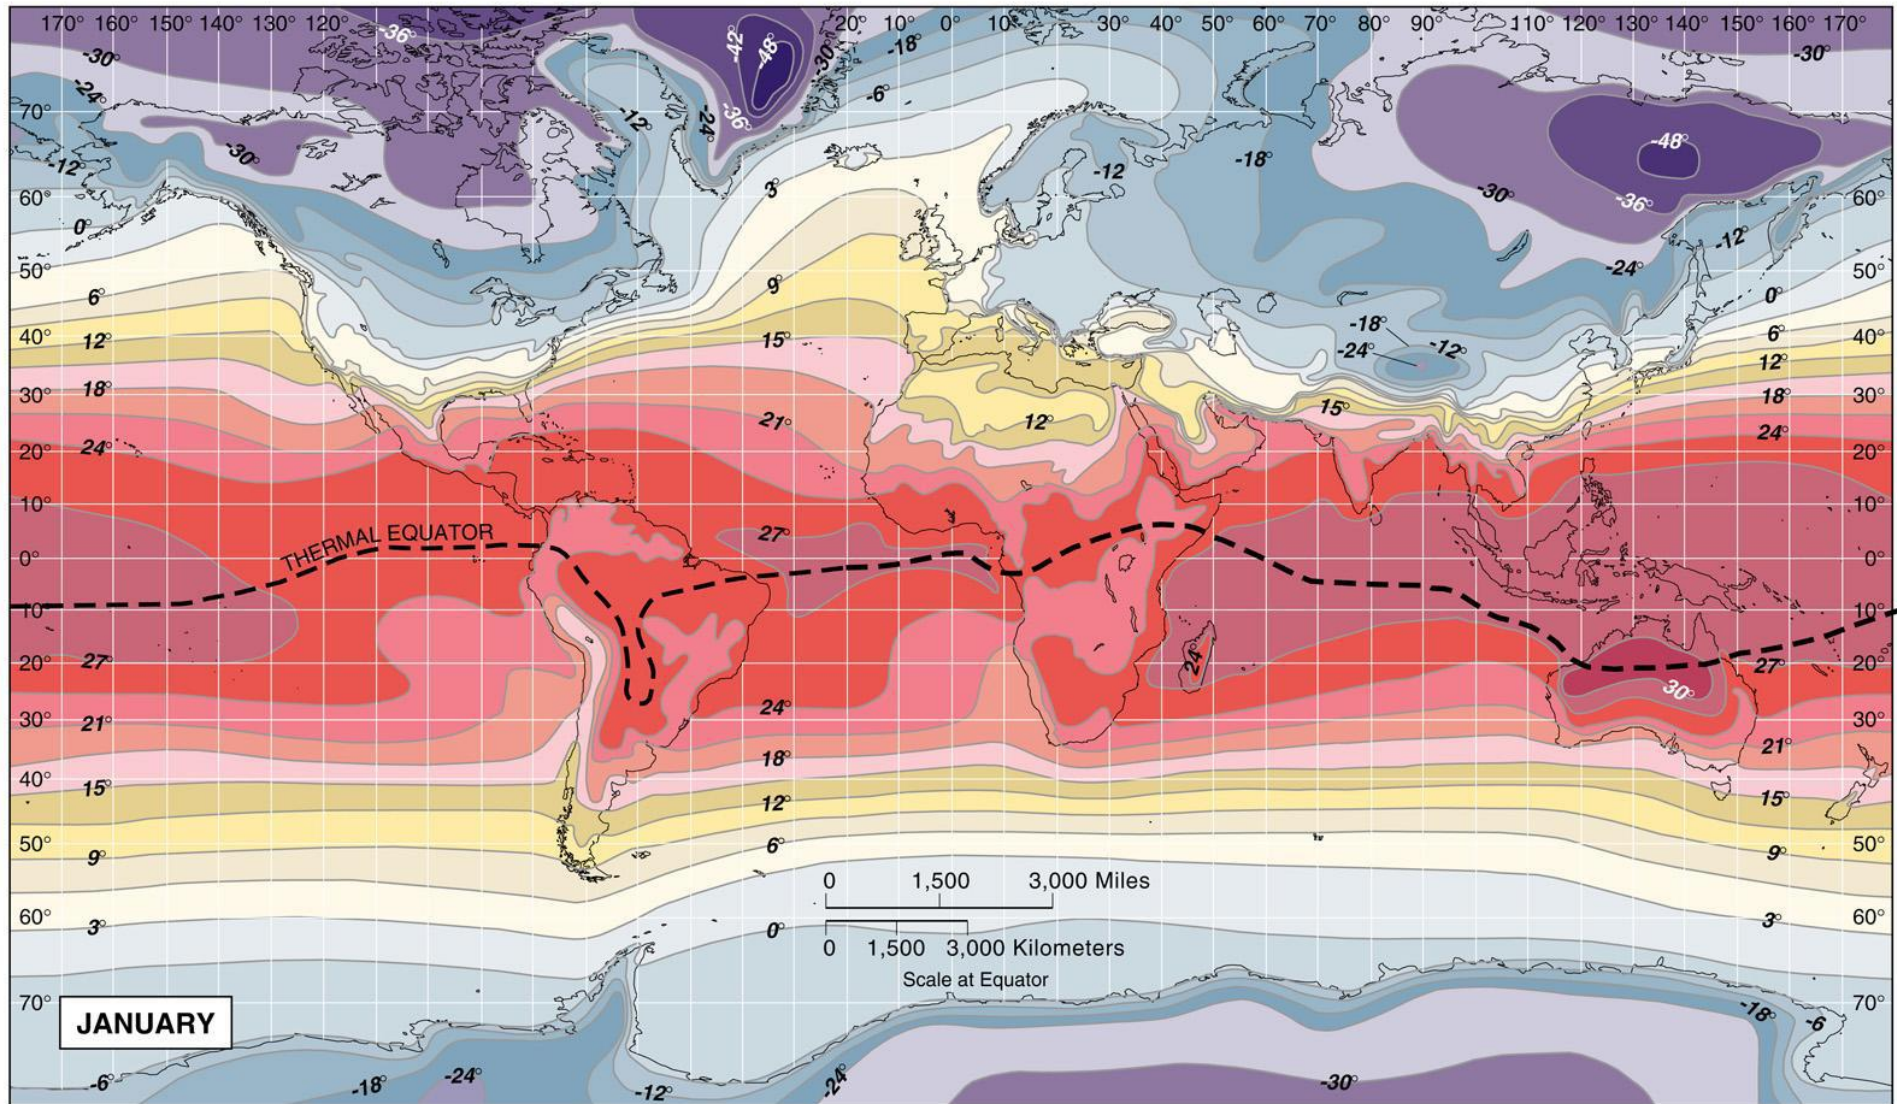 170° 150° 130° 120° 20° 10° 0° 10° 30° 40° 50° 60° 70° 80° 90° 110° 120° 130° 140° 150° 160° 170°
-36° -42° -48° -30° -18°
-30° -30°
-24° -6°
70° -12° -24° -36° 70°
-30° -48°
-12° -12 -18°
3° -30° -36°
60° 60°
0° -12°
50° -24° 50°
6° 9° 0°
-18°
40° 15° -12° 6° 40°
12° -24° 12°
18° 18°
30° 15° 30°
21° 12°
24° 24°
20° 20°
10° 10°
THERMAL EQUATOR 27°
0° 0°
10° 10°
20° 27° 24° 27° 20°
30°
21° 24° 30°
30° 18° 21°
40° 40°
15° 12° 15°
50° 6° 50°
9° 9°
0 1,500 3,000 Miles
60° 60°
3° 0° 3°
0 1,500 3,000 Kilometers
Scale at Equator
70° 70°
JANUARY -18° -6
-6° -18° -24° -12° -24° -30°